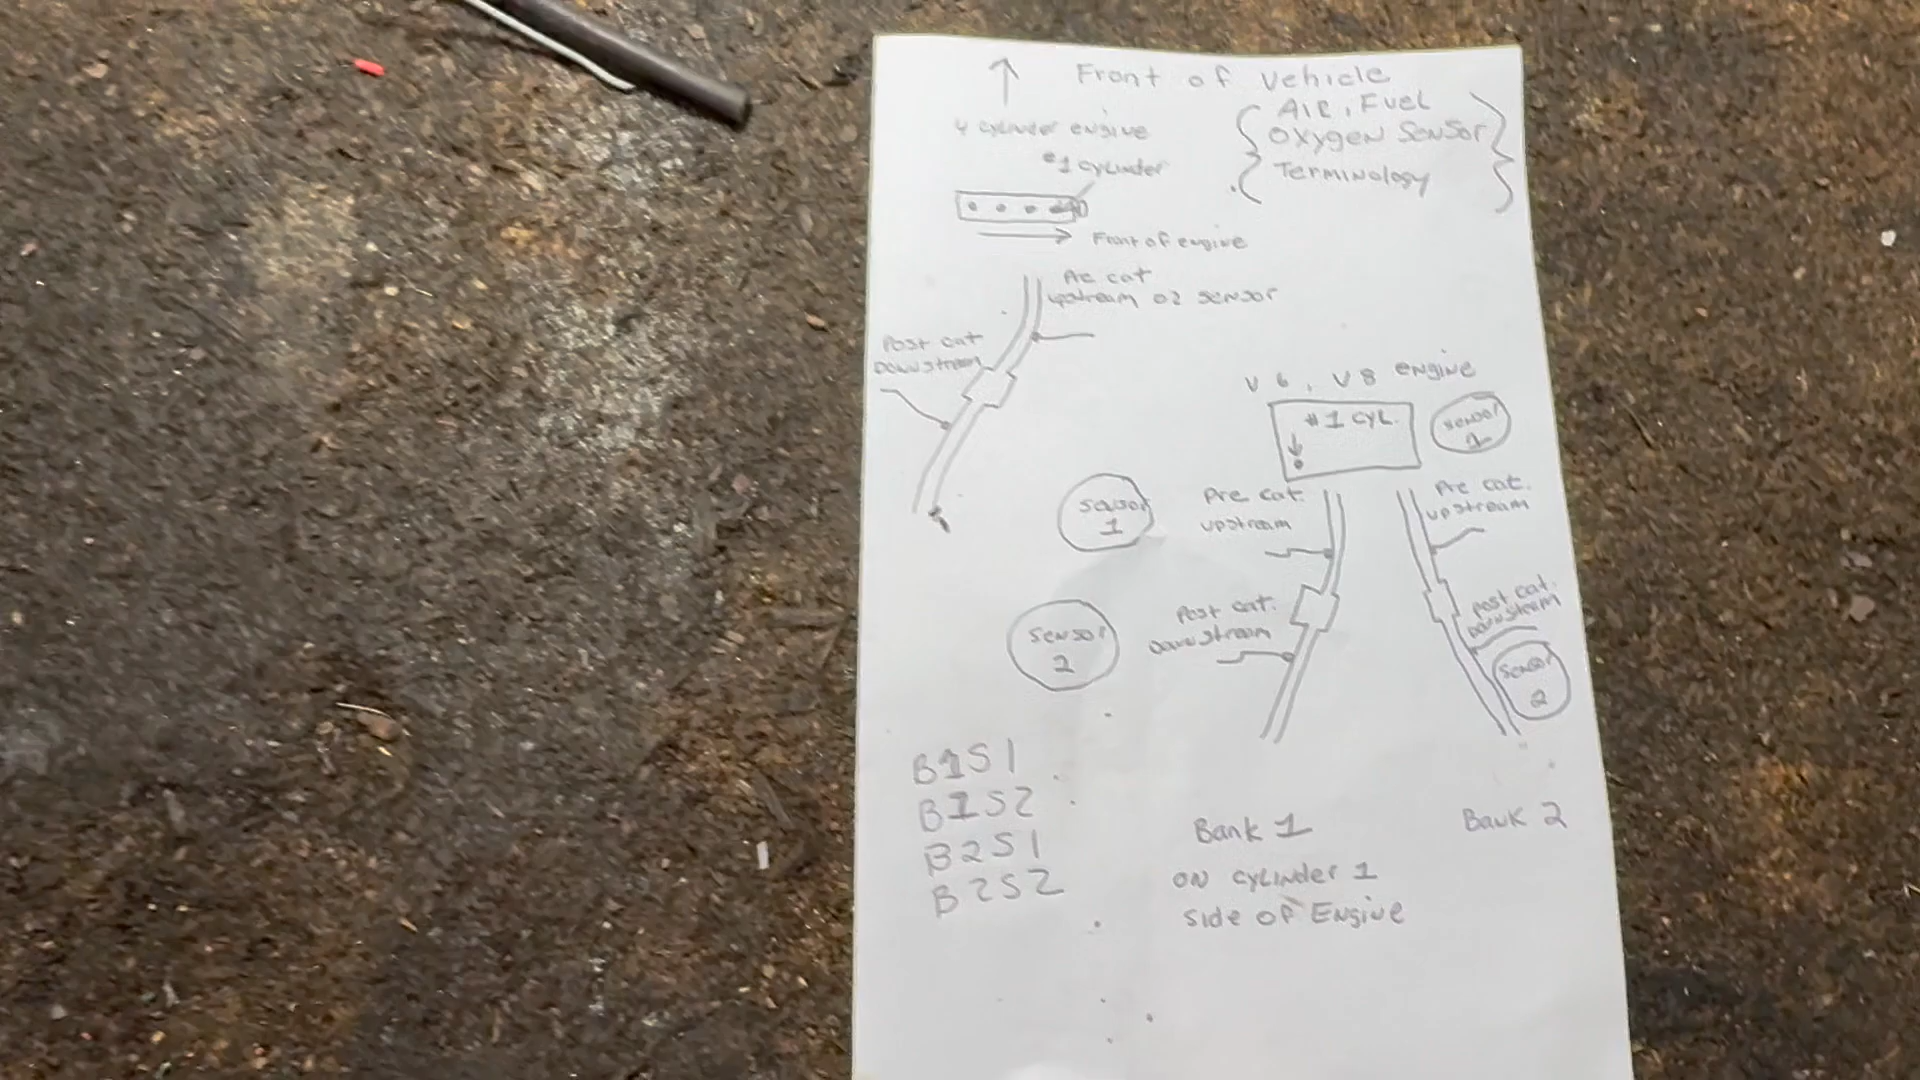 Front of vehicle
AIR, Fuel
Oxygen Sensor
Terminology
4 cylinder engine
#1 cylinder
Front of engine
Pre cat
upstream O2 sensor
Post cat
Downstream
V6, V8 engine
#1 CYL.
Sensor
1
Sensor
1
Pre cat.
upstream
Pre cat.
upstream
Sensor
2
Post cat.
Downstream
Post cat.
Downstream
Sensor
2
B1S1
B1S2
B2S1
B2S2
Bank 1
on cylinder 1
side of Engine
Bank 2